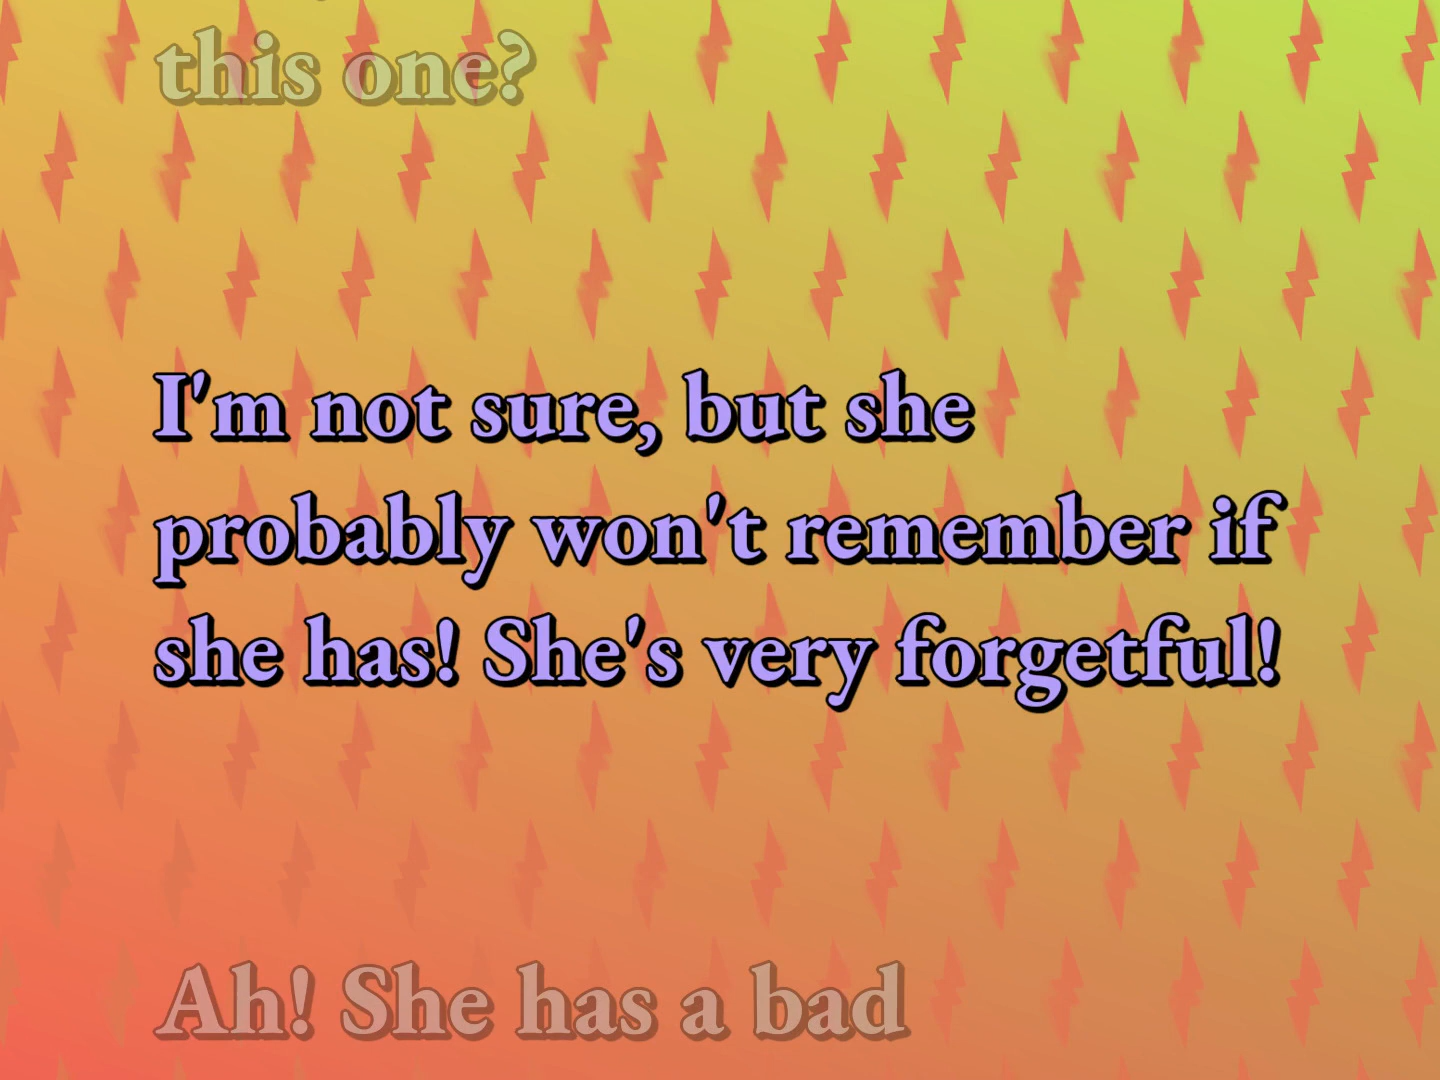 this one?
I'm not sure, but she
probably won't remember if
she has! She's very forgetful!
Ah! She has a bad